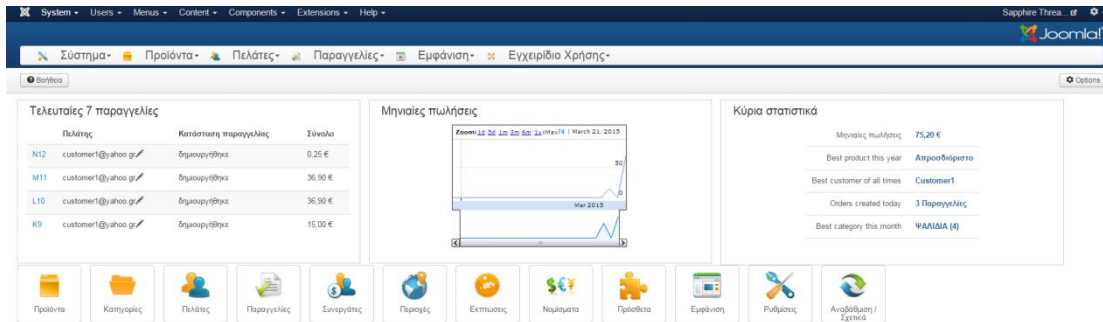 System Users Menus Content Components Extensions Help Sapphire Threa...
Joomla!
Σύστημα Προϊόντα Πελάτες Παραγγελίες Εμφάνιση Εγχειρίδιο Χρήσης
Βοήθεια Options
Τελευταίες 7 παραγγελίες
Πελάτης Κατάσταση παραγγελίας Σύνολο
N12 customer1@yahoo.gr δημιουργήθηκε 0,25 €
M11 customer1@yahoo.gr δημιουργήθηκε 36,90 €
L10 customer1@yahoo.gr δημιουργήθηκε 36,90 €
K9 customer1@yahoo.gr δημιουργήθηκε 15,00 €
Μηνιαίες πωλήσεις
Zoom: 1d 5d 1m 3m 6m 1y March 21, 2015
50
0
Mar 2015
Κύρια στατιστικά
Μηνιαίες πωλήσεις 75,20 €
Best product this year Απροσδιόριστο
Best customer of all times Customer1
Orders created today 3 Παραγγελίες
Best category this month ΨΑΛΙΔΙΑ (4)
Προϊόντα Κατηγορίες Πελάτες Παραγγελίες Συνεργάτες Περιοχές Εκπτώσεις Νομίσματα Πρόσθετα Εμφάνιση Ρυθμίσεις Αναβάθμιση /
Σχετικά